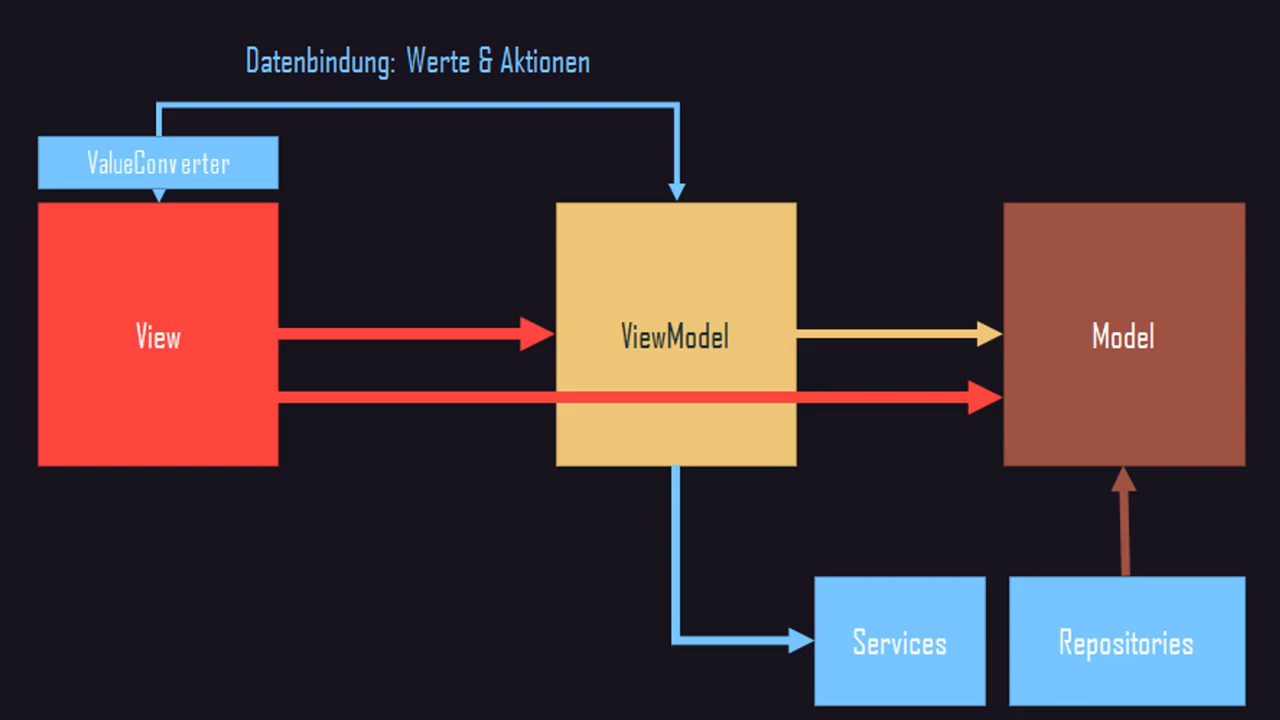 Datenbindung: Werte & Aktionen
ValueConverter
View
ViewModel
Model
Services
Repositories